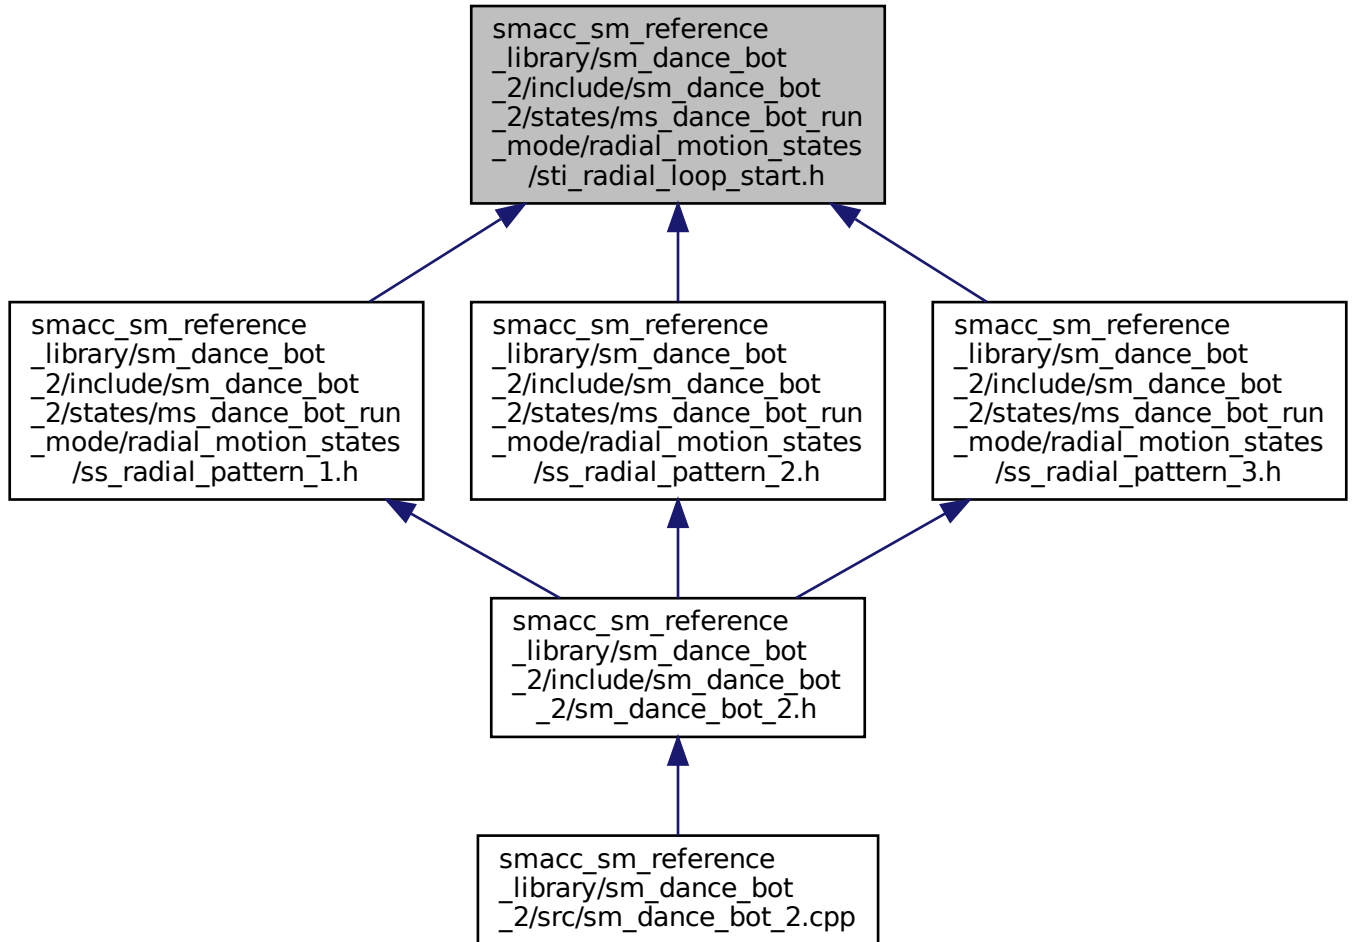 smacc_sm_reference
_library/sm_dance_bot
_2/include/sm_dance_bot
_2/states/ms_dance_bot_run
_mode/radial_motion_states
/sti_radial_loop_start.h
smacc_sm_reference
_library/sm_dance_bot
_2/include/sm_dance_bot
_2/states/ms_dance_bot_run
_mode/radial_motion_states
/ss_radial_pattern_1.h
smacc_sm_reference
_library/sm_dance_bot
_2/include/sm_dance_bot
_2/states/ms_dance_bot_run
_mode/radial_motion_states
/ss_radial_pattern_2.h
smacc_sm_reference
_library/sm_dance_bot
_2/include/sm_dance_bot
_2/states/ms_dance_bot_run
_mode/radial_motion_states
/ss_radial_pattern_3.h
smacc_sm_reference
_library/sm_dance_bot
_2/include/sm_dance_bot
_2/sm_dance_bot_2.h
smacc_sm_reference
_library/sm_dance_bot
_2/src/sm_dance_bot_2.cpp